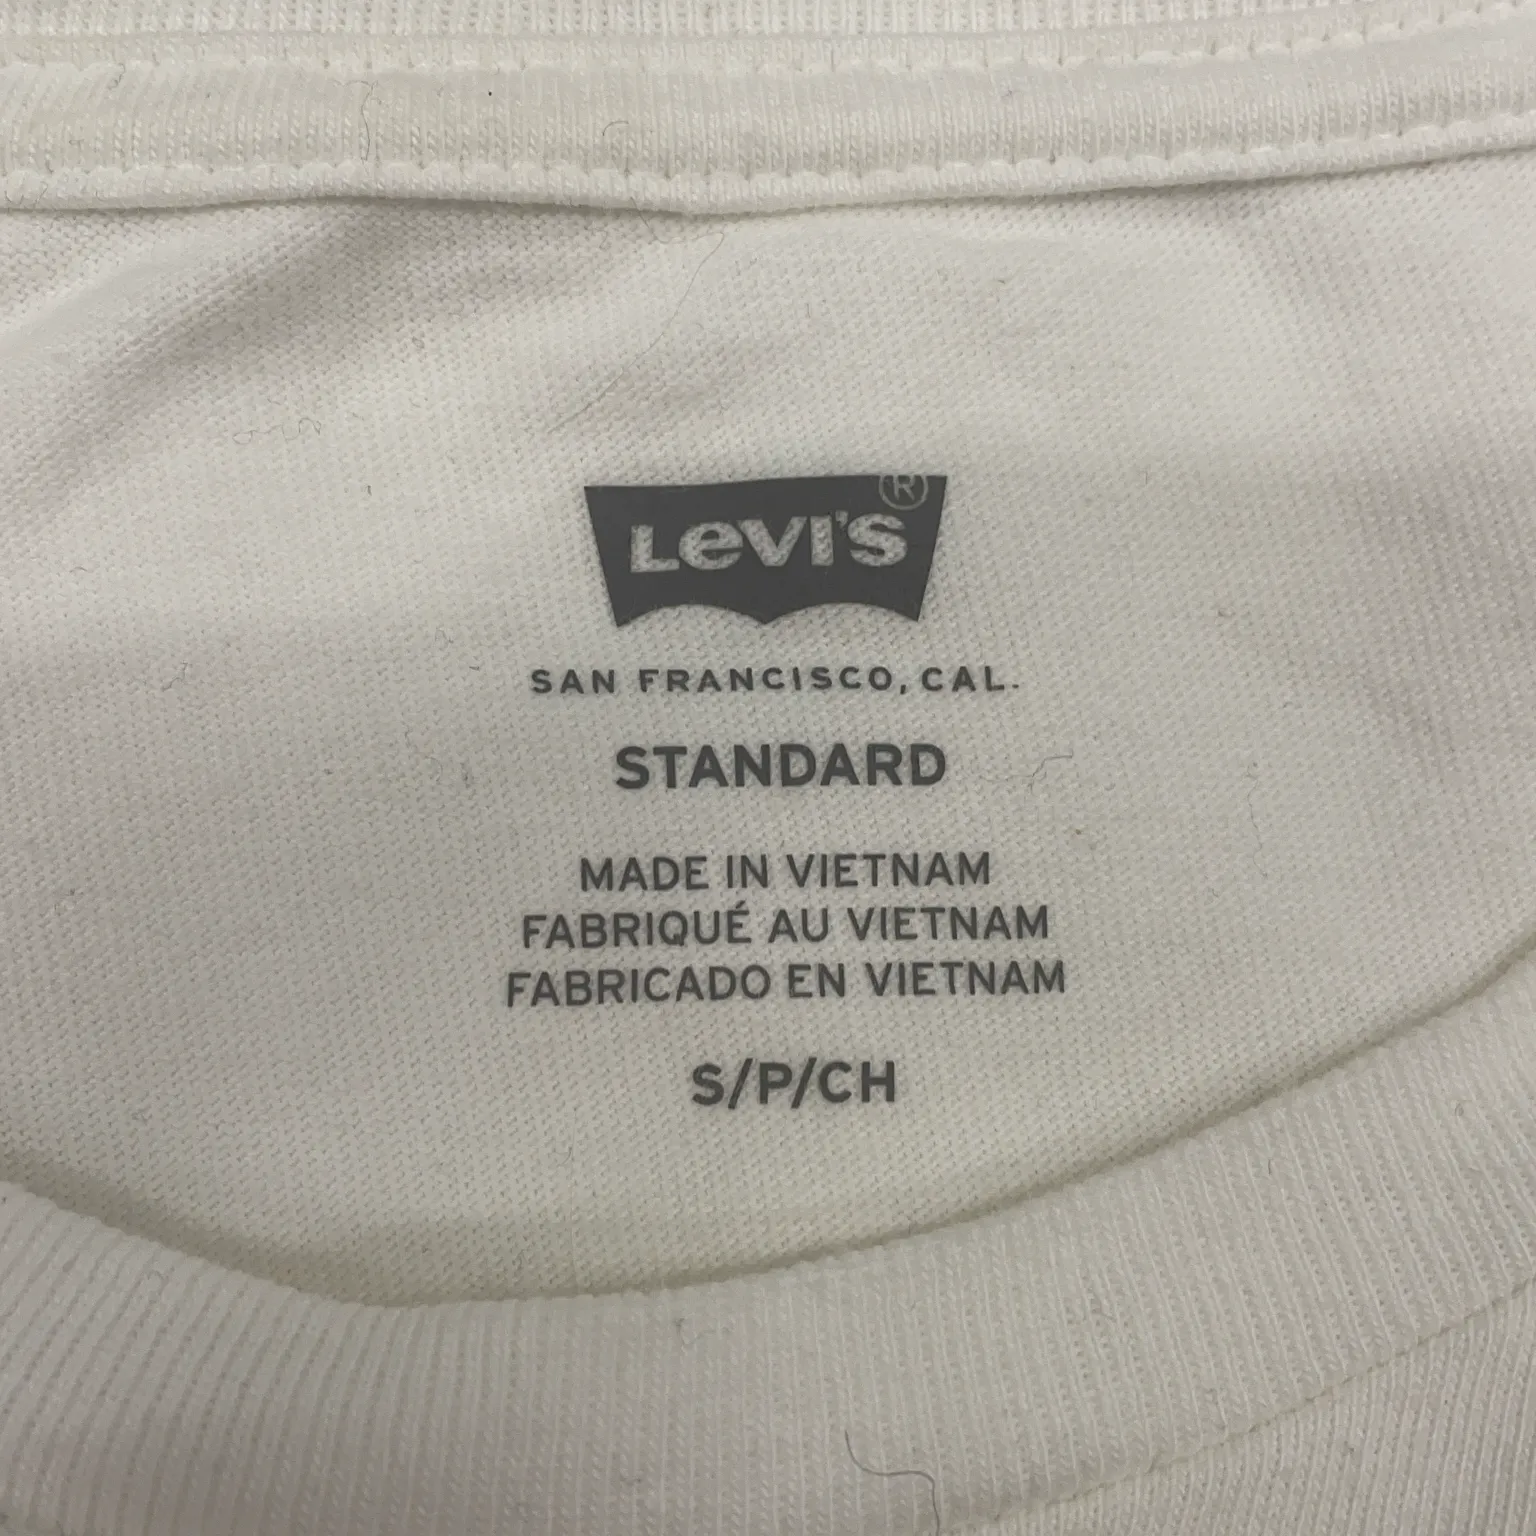 LEVI'S ®
SAN FRANCISCO, CAL.
STANDARD
MADE IN VIETNAM
FABRIQUÉ AU VIETNAM
FABRICADO EN VIETNAM
S/P/CH